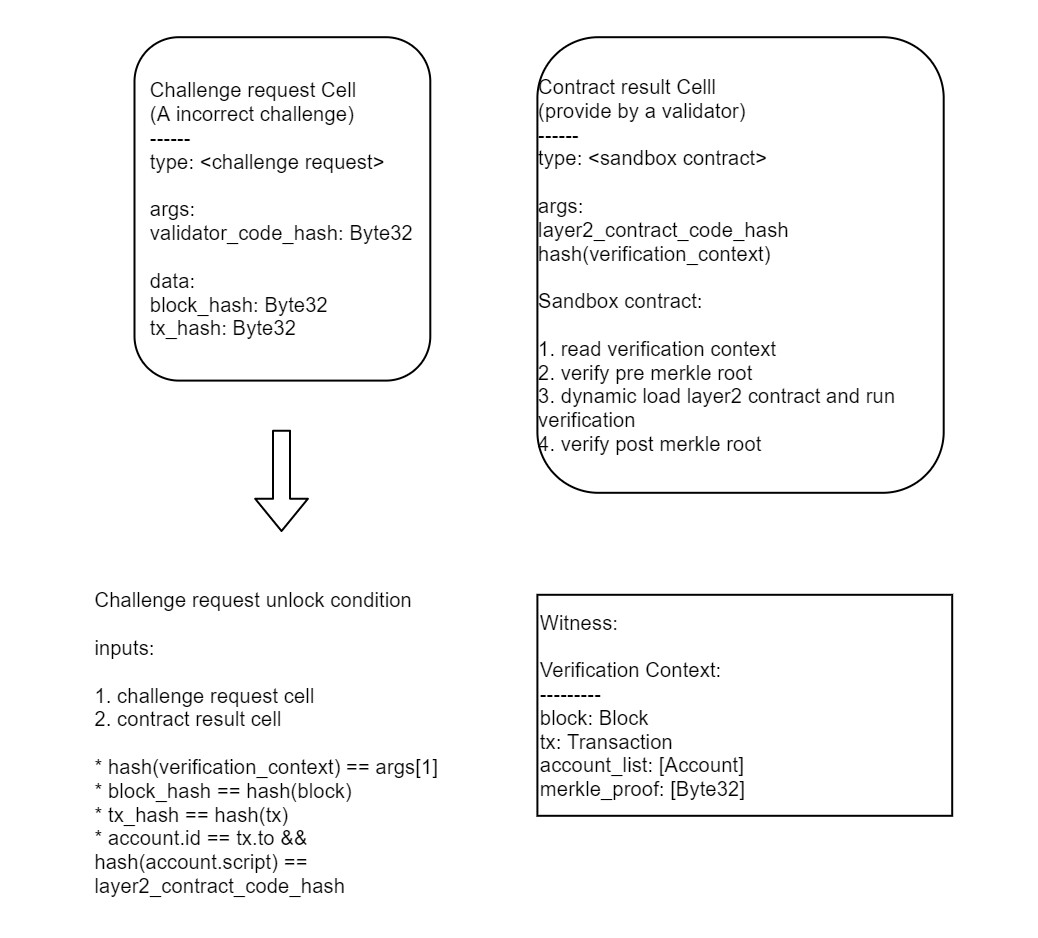 Challenge request Cell
(A incorrect challenge)
------
type: <challenge request>
args:
validator_code_hash: Byte32
data:
block_hash: Byte32
tx_hash: Byte32
Contract result Celll
(provide by a validator)
------
type: <sandbox contract>
args:
layer2_contract_code_hash
hash(verification_context)
Sandbox contract:
1. read verification context
2. verify pre merkle root
3. dynamic load layer2 contract and run
verification
4. verify post merkle root
Challenge request unlock condition
inputs:
1. challenge request cell
2. contract result cell
* hash(verification_context) == args[1]
* block_hash == hash(block)
* tx_hash == hash(tx)
* account.id == tx.to &&
hash(account.script) ==
layer2_contract_code_hash
Witness:
Verification Context:
---------
block: Block
tx: Transaction
account_list: [Account]
merkle_proof: [Byte32]